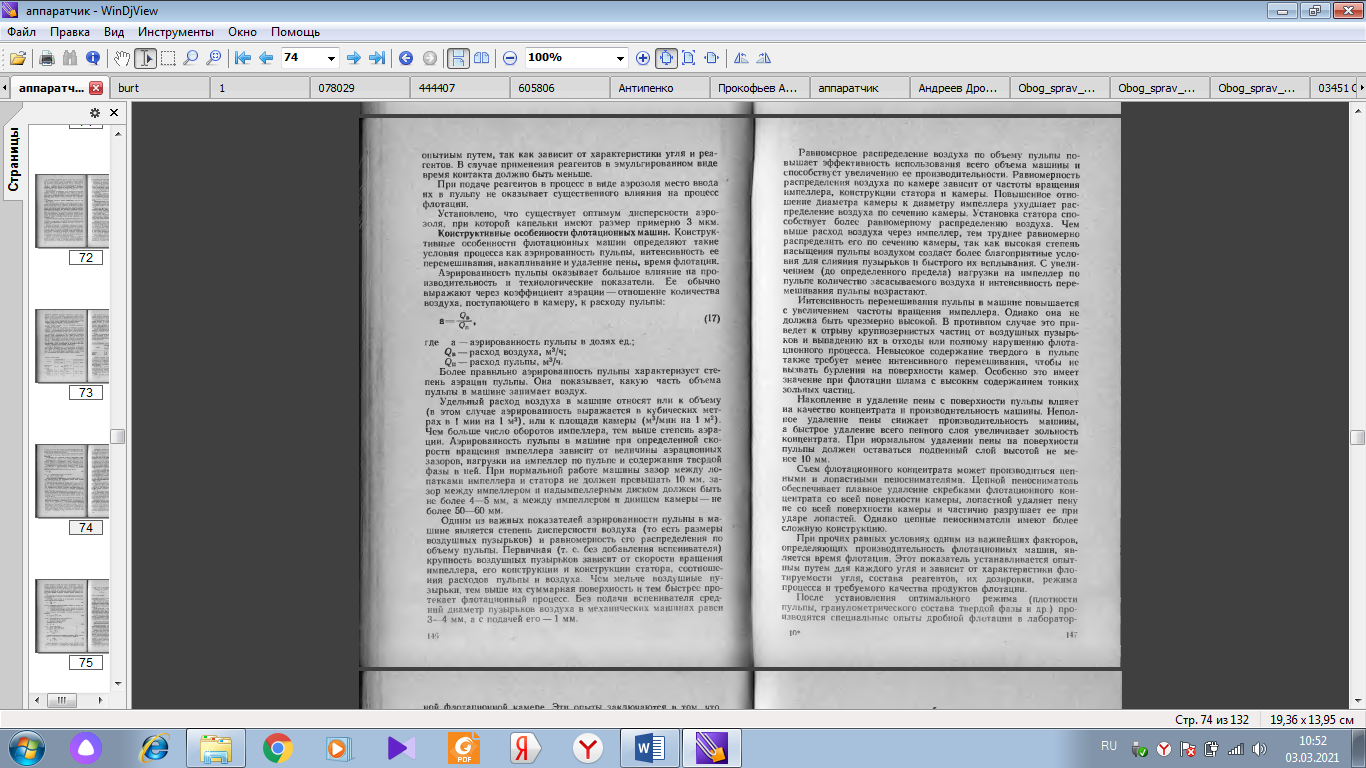 аппаратчик - WinDjView
Файл Правка Вид Инструменты Окно Помощь
74 100%
аппаратч... burt 1 078029 444407 605806 Антипенко Прокофьев А... аппаратчик Андреев Дро... Obog_sprav_... Obog_sprav_... Obog_sprav_... 03451 С
Страницы
72
73
74
75
опытным путем, так как зависит от характеристики угля и реа-
гентов. В случае применения реагентов в эмульгированном виде
время контакта должно быть меньше.
При подаче реагентов в процесс в виде аэрозоля место ввода
их в пульпу не оказывает существенного влияния на процесс
флотации.
Установлено, что существует оптимум дисперсности аэро-
золя, при которой капельки имеют размер примерно 3 мкм.
Конструктивные особенности флотационных машин. Конструк-
тивные особенности флотационных машин определяют такие
условия процесса как аэрированность пульпы, интенсивность ее
перемешивания, накапливание и удаление пены, время флотации.
Аэрированность пульпы оказывает большое влияние на про-
изводительность и технологические показатели. Ее обычно
выражают через коэффициент аэрации — отношение количества
воздуха, поступающего в камеру, к расходу пульпы:
в=Qв/Qп, (17)
где а — аэрированность пульпы в долях ед.;
Qв — расход воздуха, м³/ч;
Qп — расход пульпы, м³/ч.
Более правильно аэрированность пульпы характеризует сте-
пень аэрации пульпы. Она показывает, какую часть объема
пульпы в машине занимает воздух.
Удельный расход воздуха в машине относят или к объему
(в этом случае аэрированность выражается в кубических мет-
рах в 1 мин на 1 м³), или к площади камеры (м³/мин на 1 м²).
Чем больше число оборотов импеллера, тем выше степень аэра-
ции. Аэрированность пульпы в машине при определенной ско-
рости вращения импеллера зависит от величины аэрационных
зазоров, нагрузки на импеллер по пульпе и содержания твердой
фазы в ней. При нормальной работе машины зазор между ло-
патками импеллера и статора не должен превышать 10 мм, за-
зор между импеллером и надымпеллерным диском должен быть
не более 4—5 мм, а между импеллером и днищем камеры — не
более 50—60 мм.
Одним из важных показателей аэрированности пульпы в ма-
шине является степень дисперсности воздуха (то есть размеры
воздушных пузырьков) и равномерность его распределения по
объему пульпы. Первичная (т. е. без добавления вспенивателя)
крупность воздушных пузырьков зависит от скорости вращения
импеллера, его конструкции и конструкции статора, соотноше-
ния расходов пульпы и воздуха. Чем мельче воздушные пу-
зырьки, тем выше их суммарная поверхность и тем быстрее про-
текает флотационный процесс. Без подачи вспенивателя сред-
ний диаметр пузырьков воздуха в механических машинах равен
3—4 мм, а с подачей его — 1 мм.
146
Равномерное распределение воздуха по объему пульпы по-
вышает эффективность использования всего объема машины и
способствует увеличению ее производительности. Равномерность
распределения воздуха по камере зависит от частоты вращения
импеллера, конструкции статора и камеры. Повышенное отно-
шение диаметра камеры к диаметру импеллера ухудшает рас-
пределение воздуха по сечению камеры. Установка статора спо-
собствует более равномерному распределению воздуха. Чем
выше расход воздуха через импеллер, тем труднее равномерно
распределить его по сечению камеры, так как высокая степень
насыщения пульпы воздухом создает более благоприятные усло-
вия для слияния пузырьков и быстрого их всплывания. С увели-
чением (до определенного предела) нагрузки на импеллер по
пульпе количество засасываемого воздуха и интенсивность пере-
мешивания пульпы возрастают.
Интенсивность перемешивания пульпы в машине повышается
с увеличением частоты вращения импеллера. Однако она не
должна быть чрезмерно высокой. В противном случае это при-
ведет к отрыву крупнозернистых частиц от воздушных пузырь-
ков и выпадению их в отходы или полному нарушению флота-
ционного процесса. Невысокое содержание твердого в пульпе
также требует менее интенсивного перемешивания, чтобы не
вызвать бурления на поверхности камер. Особенно это имеет
значение при флотации шлама с высоким содержанием тонких
зольных частиц.
Накопление и удаление пены с поверхности пульпы влияет
на качество концентрата и производительность машины. Непол-
ное удаление пены снижает производительность машины,
а быстрое удаление всего пенного слоя увеличивает зольность
концентрата. При нормальном удалении пены на поверхности
пульпы должен оставаться подпенный слой высотой не ме-
нее 10 мм.
Съем флотационного концентрата может производиться цеп-
ными и лопастными пеноснимателями. Цепной пеносниматель
обеспечивает плавное удаление скребками флотационного кон-
центрата со всей поверхности камеры, лопастной удаляет пену
не со всей поверхности камеры и частично разрушает ее при
ударе лопастей. Однако цепные пеносниматели имеют более
сложную конструкцию.
При прочих равных условиях одним из важнейших факторов,
определяющих производительность флотационных машин, яв-
ляется время флотации. Этот показатель устанавливается опыт-
ным путем для каждого угля и зависит от характеристики фло-
тируемости угля, состава реагентов, их дозировки, режима
процесса и требуемого качества продуктов флотации.
После установления оптимального режима (плотности
пульпы, гранулометрического состава твердой фазы и др.) про-
изводятся специальные опыты дробной флотации в лаборатор-
10* 147
ной флотационной камере. Эти опыты заключаются в том, что
Стр. 74 из 132 19,36 x 13,95 см
PDF RU 10:52
03.03.2021